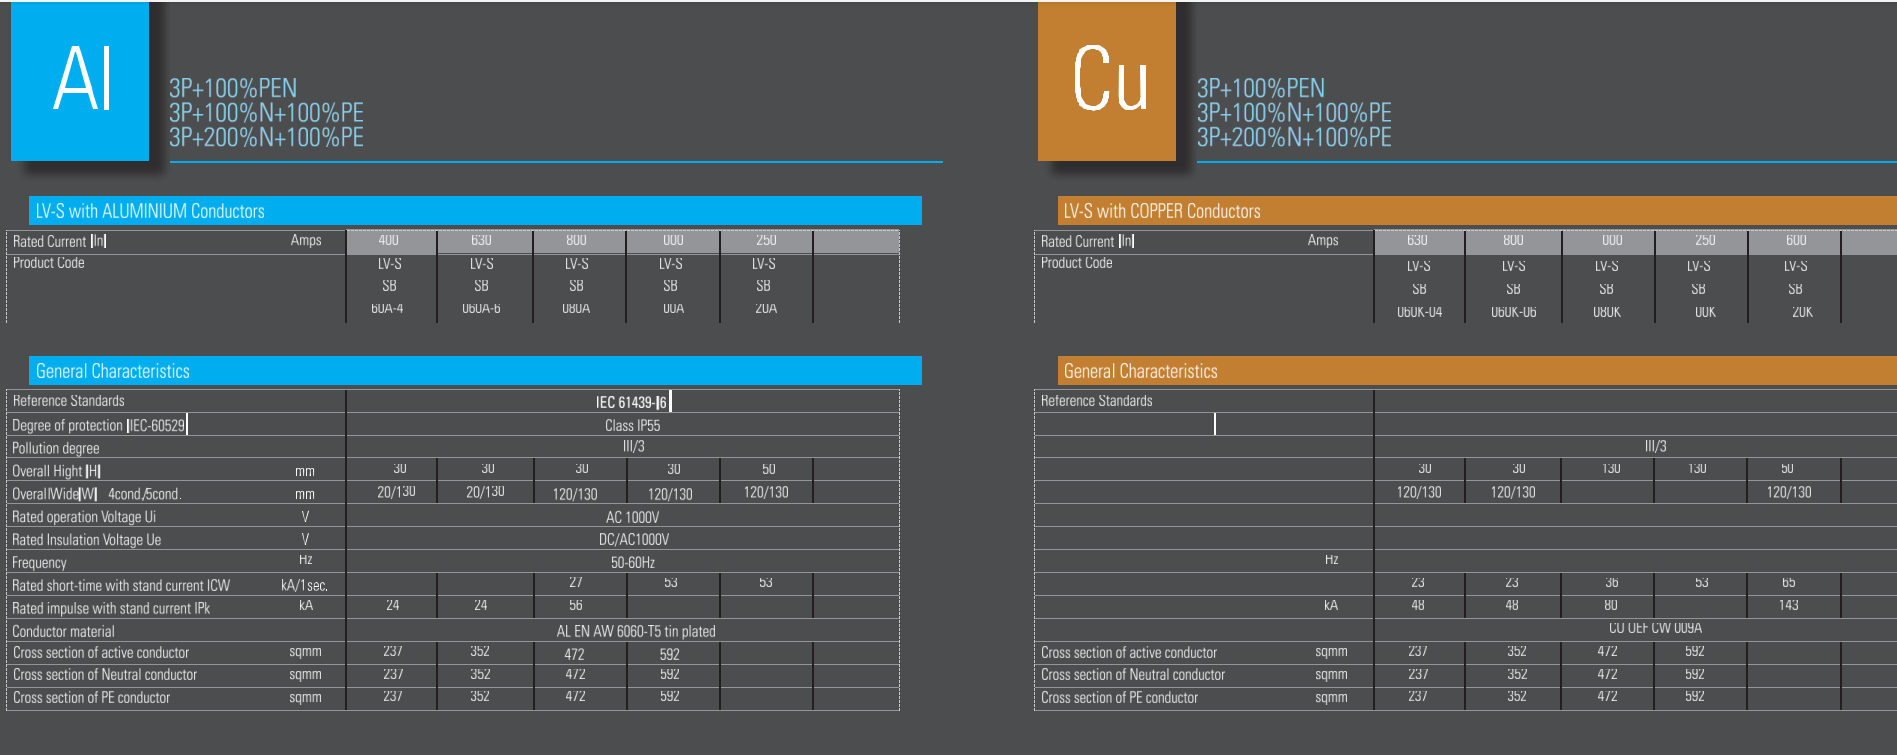 Al
3P+100%PEN
3P+100%N+100%PE
3P+200%N+100%PE
LV-S with ALUMINIUM Conductors
Rated Current |In| Amps 400 630 800 000 250
Product Code LV-S LV-S LV-S LV-S LV-S
SB SB SB SB SB
60A-4 060A-6 080A 00A 20A
General Characteristics
Reference Standards IEC 61439-|6
Degree of protection |IEC-60529| Class IP55
Pollution degree III/3
Overall Hight |H| mm 30 30 30 30 50
Overall Wide|W| 4cond./5cond. mm 20/130 20/130 120/130 120/130 120/130
Rated operation Voltage Ui V AC 1000V
Rated Insulation Voltage Ue V DC/AC1000V
Frequency Hz 50-60Hz
Rated short-time with stand current ICW kA/1sec. 27 53 53
Rated impulse with stand current IPk kA 24 24 56
Conductor material AL EN AW 6060-T5 tin plated
Cross section of active conductor sqmm 237 352 472 592
Cross section of Neutral conductor sqmm 237 352 472 592
Cross section of PE conductor sqmm 237 352 472 592
Cu
3P+100%PEN
3P+100%N+100%PE
3P+200%N+100%PE
LV-S with COPPER Conductors
Rated Current |In| Amps 630 800 000 250 600
Product Code LV-S LV-S LV-S LV-S LV-S
SB SB SB SB SB
060K-04 060K-06 080K 00K 20K
General Characteristics
Reference Standards
III/3
30 30 130 130 50
120/130 120/130 120/130
Hz
23 23 36 53 65
kA 48 48 80 143
CU OEF CW 009A
Cross section of active conductor sqmm 237 352 472 592
Cross section of Neutral conductor sqmm 237 352 472 592
Cross section of PE conductor sqmm 237 352 472 592